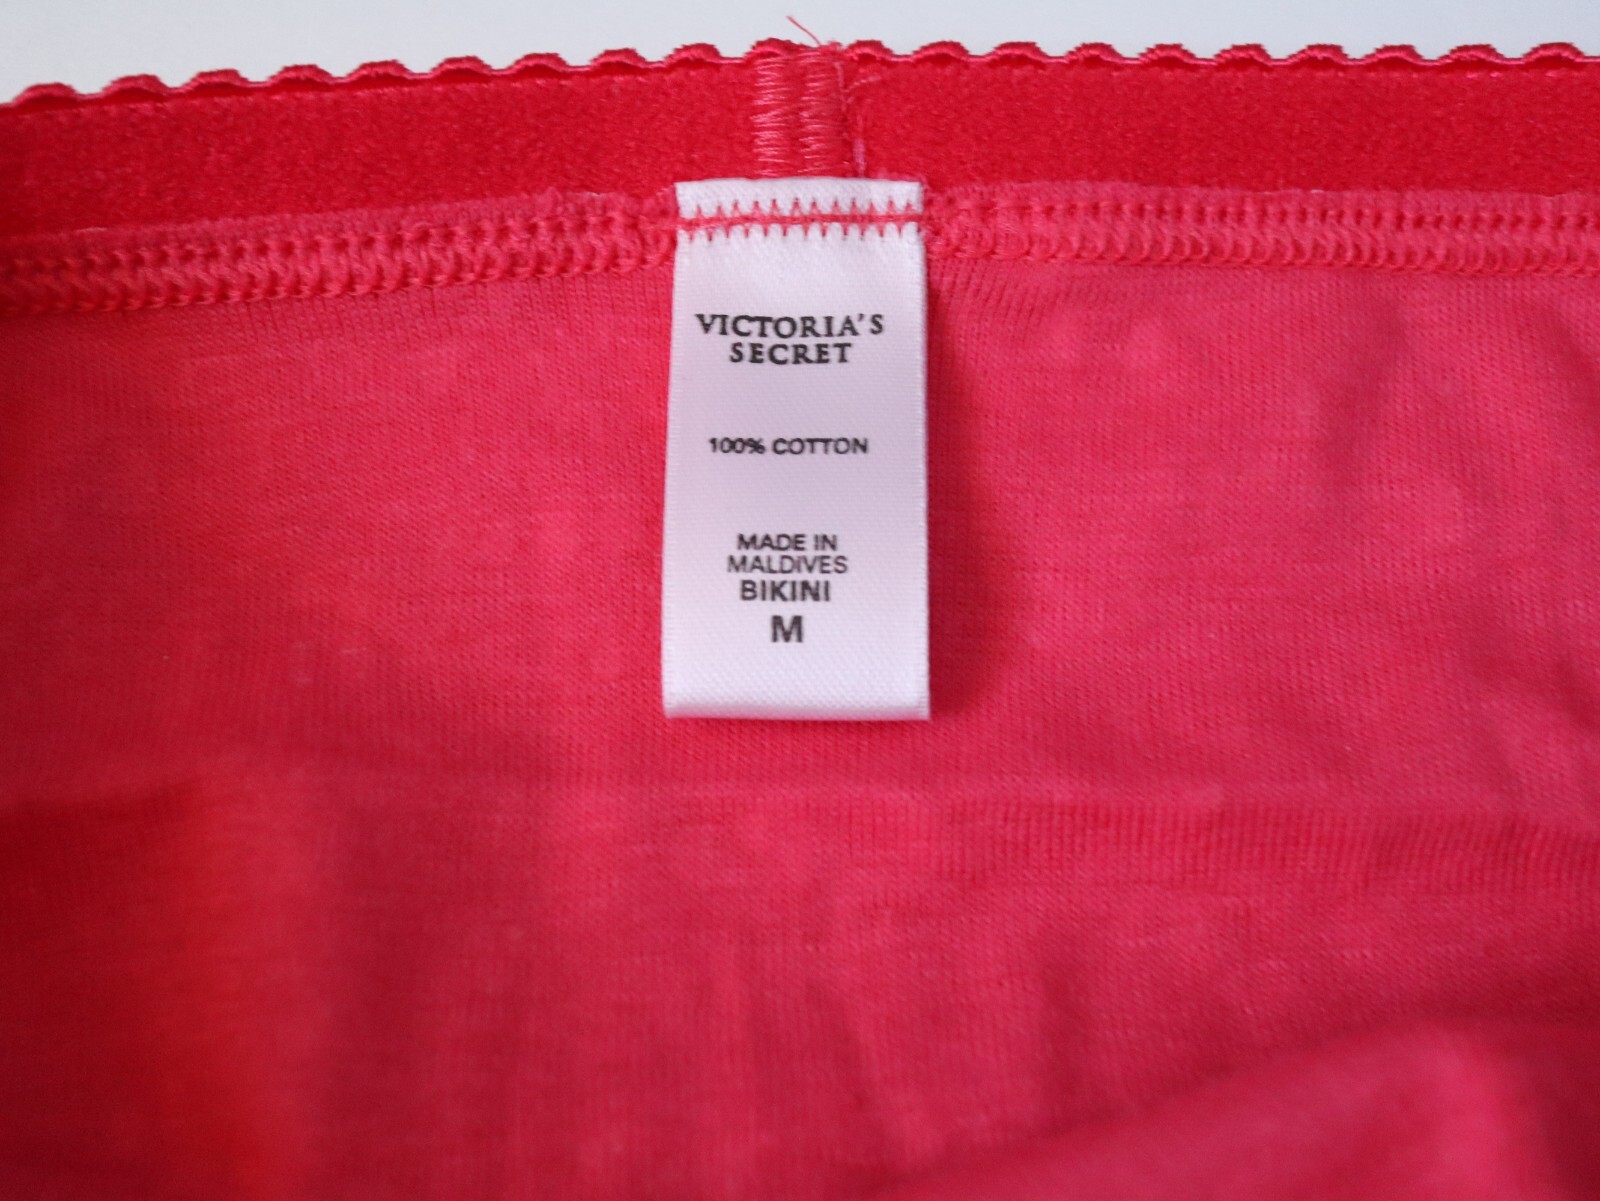 VICTORIA'S
SECRET
100% COTTON
MADE IN
MALDIVES
BIKINI
M